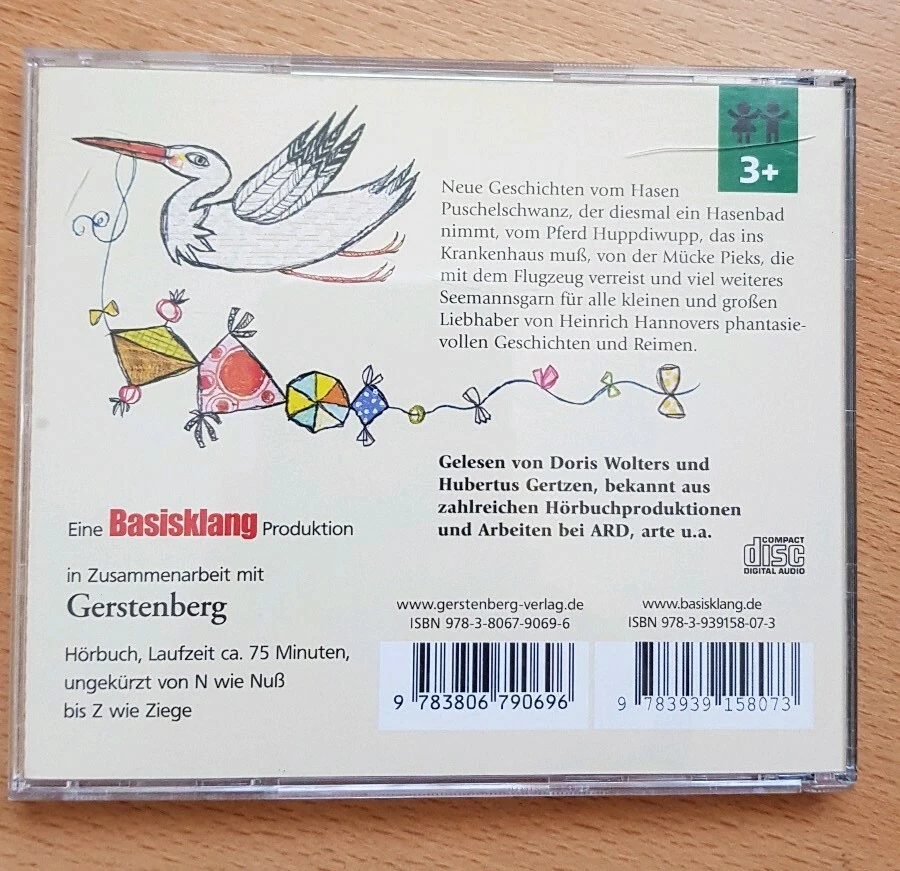 3+
Neue Geschichten vom Hasen
Puschelschwanz, der diesmal ein Hasenbad
nimmt, vom Pferd Huppdiwupp, das ins
Krankenhaus muß, von der Mücke Pieks, die
mit dem Flugzeug verreist und viel weiteres
Seemannsgarn für alle kleinen und großen
Liebhaber von Heinrich Hannovers phantasie-
vollen Geschichten und Reimen.
Gelesen von Doris Wolters und
Hubertus Gertzen, bekannt aus
zahlreichen Hörbuchproduktionen
und Arbeiten bei ARD, arte u.a.
Eine Basisklang Produktion
in Zusammenarbeit mit
Gerstenberg
Hörbuch, Laufzeit ca. 75 Minuten,
ungekürzt von N wie Nuß
bis Z wie Ziege
COMPACT
disc
DIGITAL AUDIO
www.gerstenberg-verlag.de
ISBN 978-3-8067-9069-6
9 783806 790696
www.basisklang.de
ISBN 978-3-939158-07-3
9 783939 158073